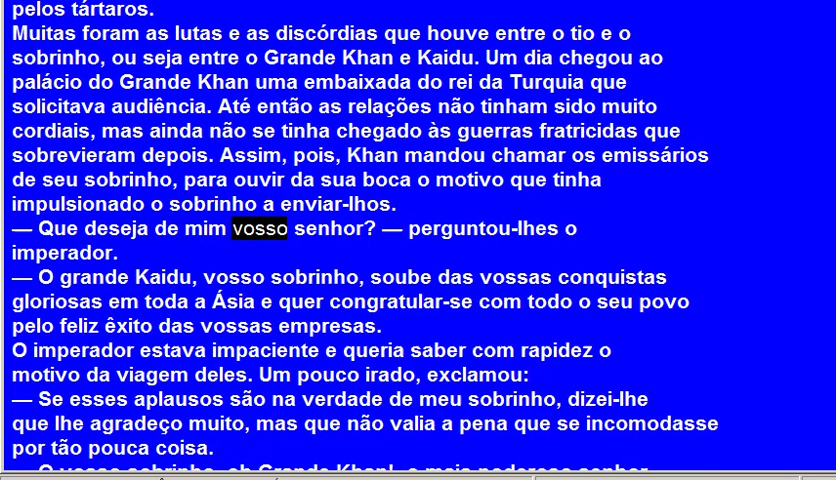 pelos tártaros.
Muitas foram as lutas e as discórdias que houve entre o tio e o
sobrinho, ou seja entre o Grande Khan e Kaidu. Um dia chegou ao
palácio do Grande Khan uma embaixada do rei da Turquia que
solicitava audiência. Até então as relações não tinham sido muito
cordiais, mas ainda não se tinha chegado às guerras fratricidas que
sobrevieram depois. Assim, pois, Khan mandou chamar os emissários
de seu sobrinho, para ouvir da sua boca o motivo que tinha
impulsionado o sobrinho a enviar-lhos.
— Que deseja de mim vosso senhor? — perguntou-lhes o
imperador.
— O grande Kaidu, vosso sobrinho, soube das vossas conquistas
gloriosas em toda a Ásia e quer congratular-se com todo o seu povo
pelo feliz êxito das vossas empresas.
O imperador estava impaciente e queria saber com rapidez o
motivo da viagem deles. Um pouco irado, exclamou:
— Se esses aplausos são na verdade de meu sobrinho, dizei-lhe
que lhe agradeço muito, mas que não valia a pena que se incomodasse
por tão pouca coisa.
— O vosso sobrinho, oh Grande Khan!, o mais poderoso senhor